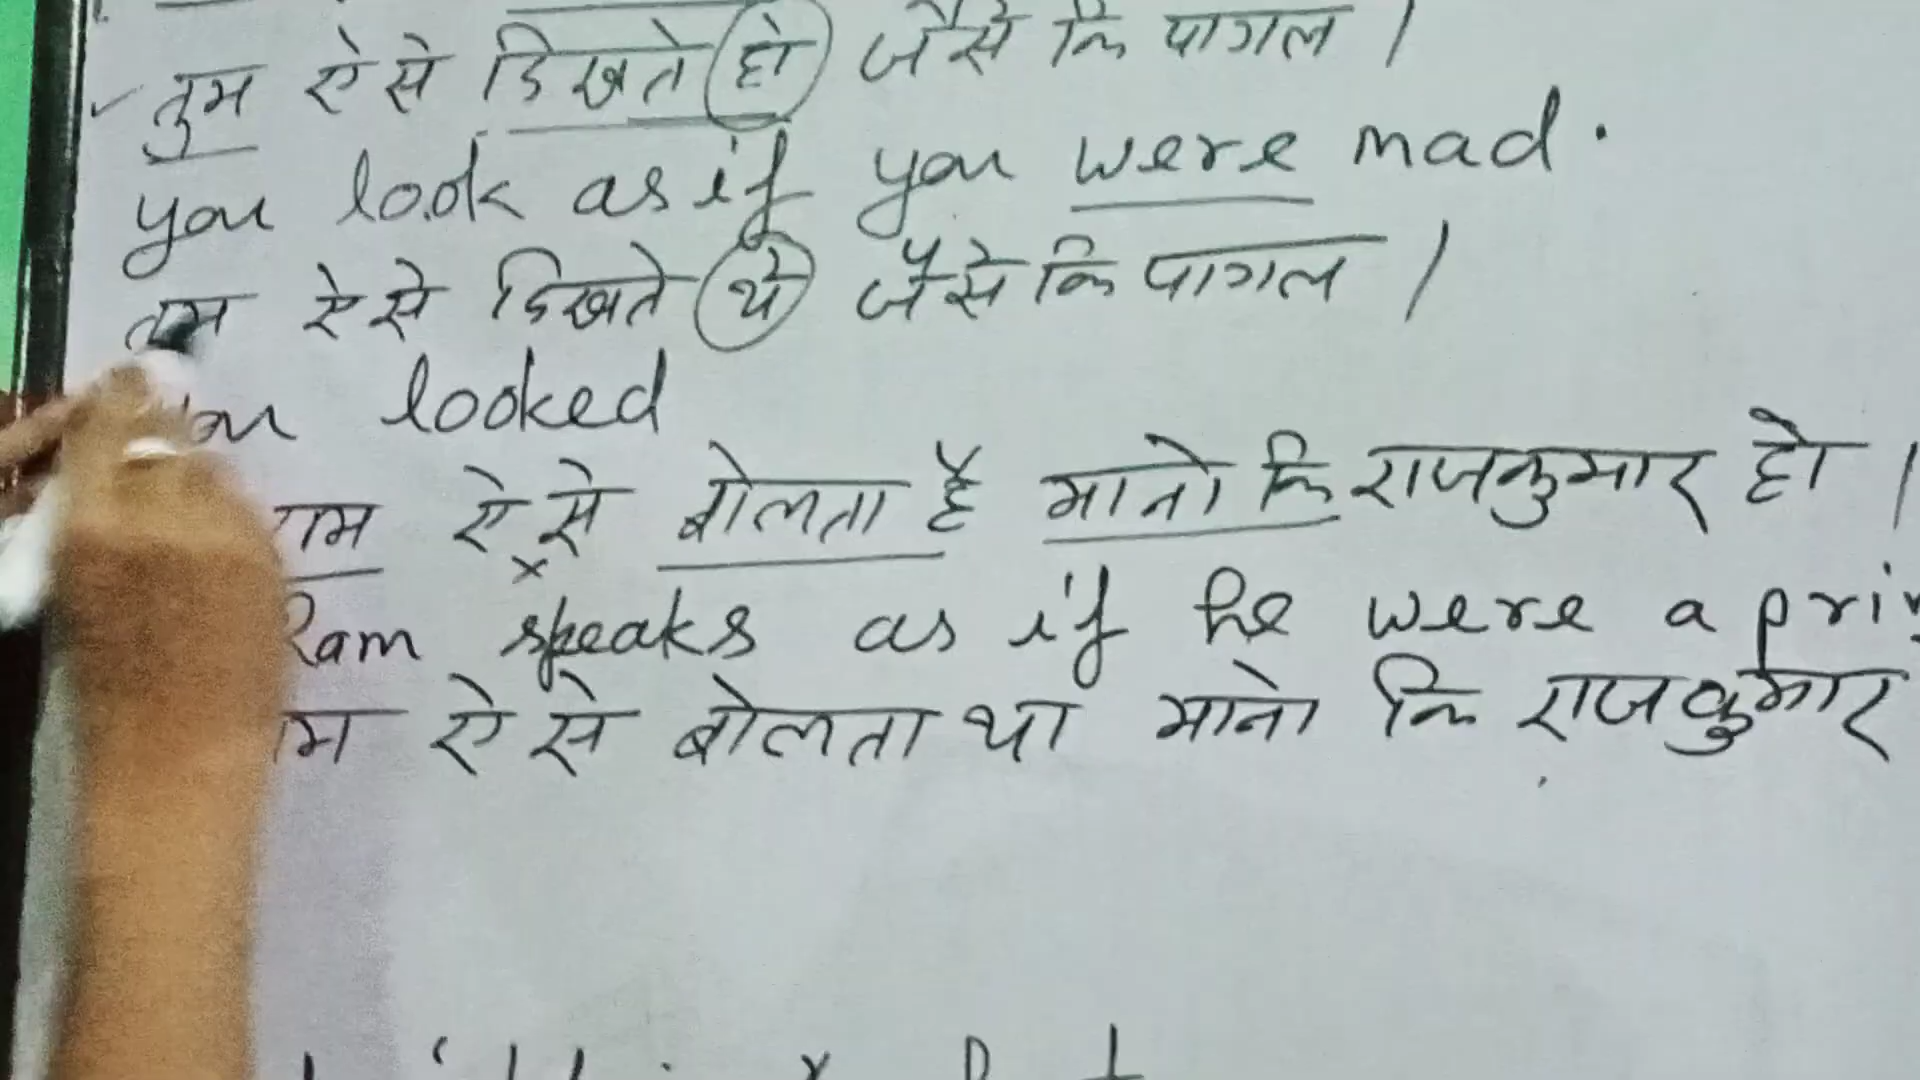 तुम ऐसे दिखते हो जैसे कि पागल ।
you look as if you were mad.
तुम ऐसे दिखते थे जैसे कि पागल ।
looked
ऐसे बोलता है मानो कि राजकुमार हो ।
Ram speaks as if he were a
ऐसे बोलता था मानो कि राजकुमार